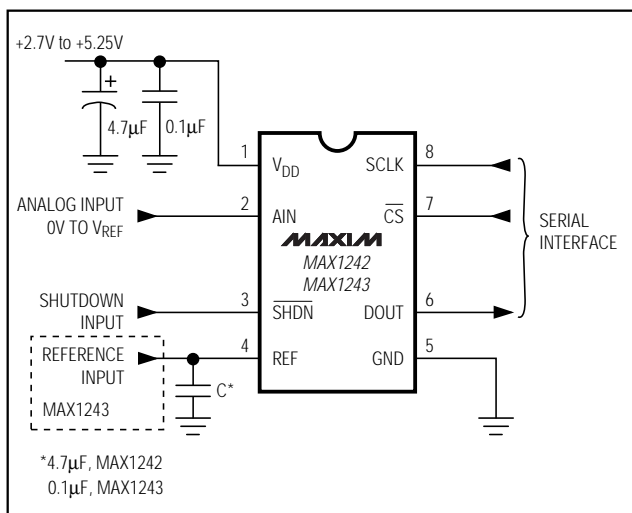 +2.7V to +5.25V
+
4.7μF
0.1μF
1
VDD
SCLK
8
ANALOG INPUT
0V TO VREF
2
AIN
CS
7
SERIAL
INTERFACE
MAXIM
MAX1242
MAX1243
SHUTDOWN
INPUT
3
SHDN
DOUT
6
REFERENCE
INPUT
MAX1243
4
REF
GND
5
C*
*4.7μF, MAX1242
0.1μF, MAX1243